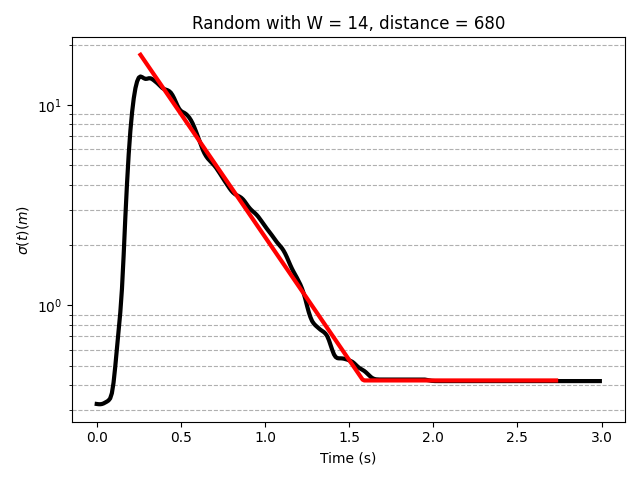 Random with W = 14, distance = 680
σ(t)(m)
10¹
10⁰
0.0 0.5 1.0 1.5 2.0 2.5 3.0
Time (s)